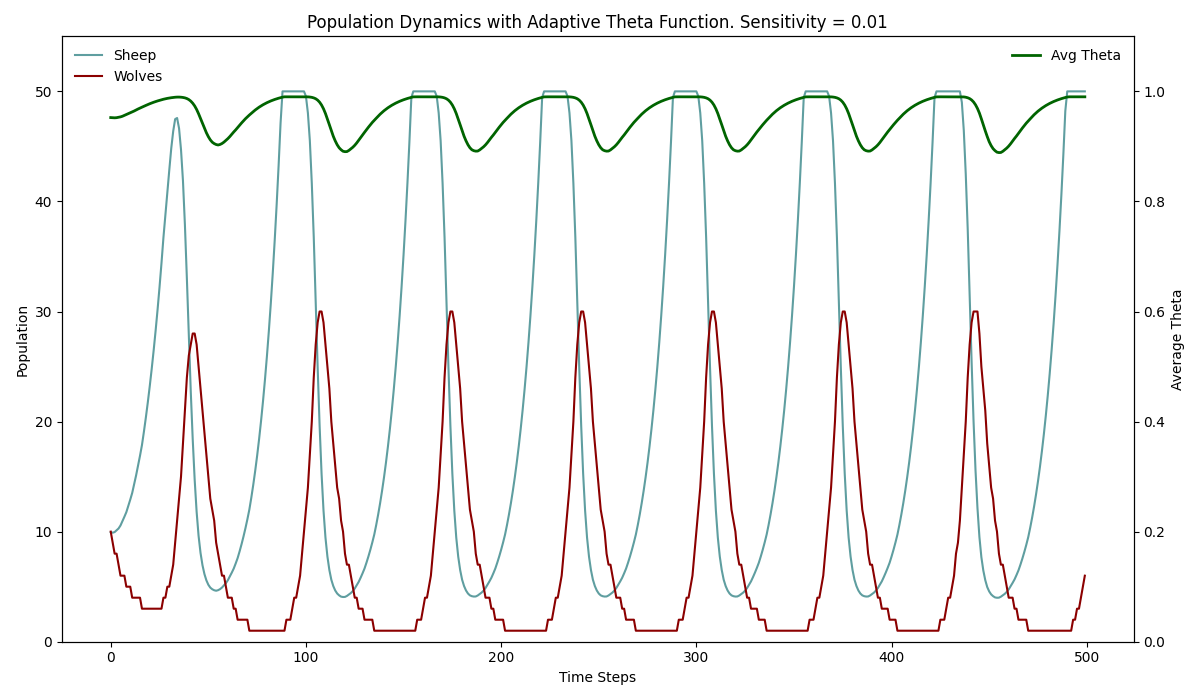 Population Dynamics with Adaptive Theta Function. Sensitivity = 0.01
Sheep
Wolves
Avg Theta
Population
50
40
30
20
10
0
1.0
0.8
0.6
0.4
0.2
0.0
Average Theta
0 100 200 300 400 500
Time Steps